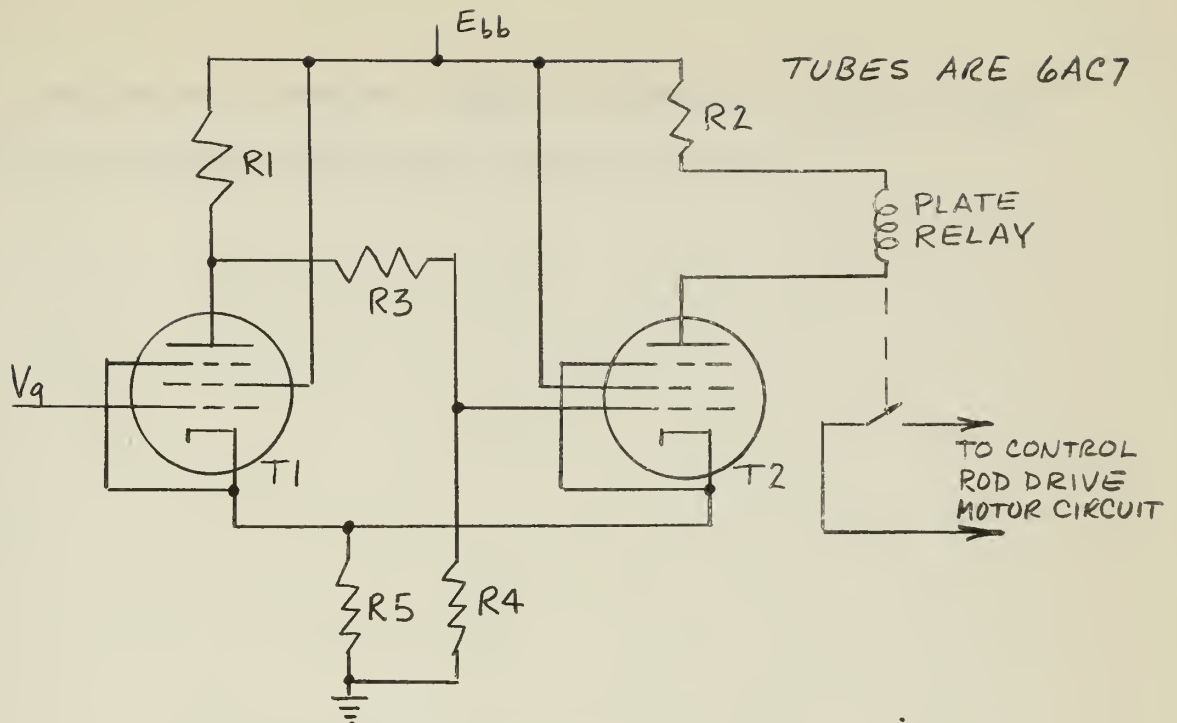 Ebb
TUBES ARE 6AC7
R1
R2
PLATE
RELAY
R3
Vg
T1
T2
TO CONTROL
ROD DRIVE
MOTOR CIRCUIT
R5
R4